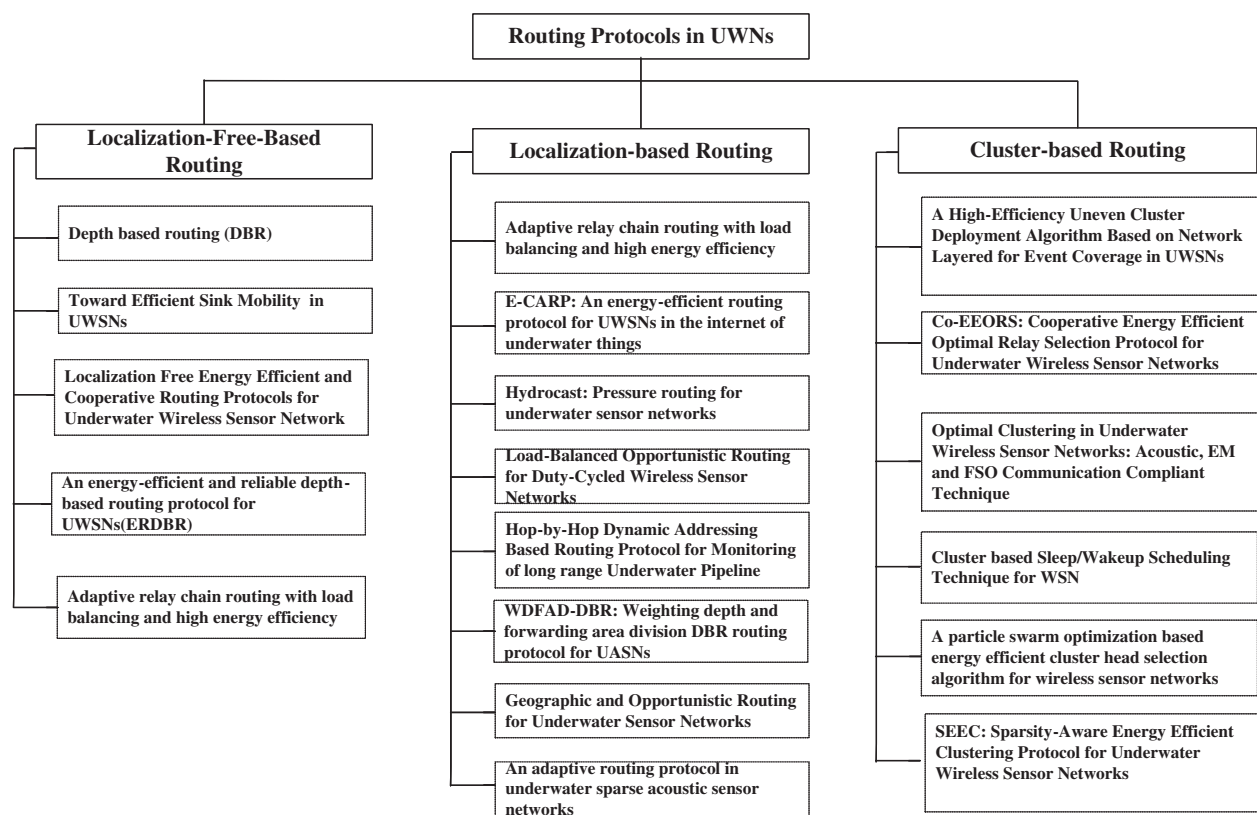 Routing Protocols in UWNs
Localization-Free-Based
Routing
Depth based routing (DBR)
Toward Efficient Sink Mobility in
UWSNs
Localization Free Energy Efficient and
Cooperative Routing Protocols for
Underwater Wireless Sensor Network
An energy-efficient and reliable depth-
based routing protocol for
UWSNs(ERDBR)
Adaptive relay chain routing with load
balancing and high energy efficiency
Localization-based Routing
Adaptive relay chain routing with load
balancing and high energy efficiency
E-CARP: An energy-efficient routing
protocol for UWSNs in the internet of
underwater things
Hydrocast: Pressure routing for
underwater sensor networks
Load-Balanced Opportunistic Routing
for Duty-Cycled Wireless Sensor
Networks
Hop-by-Hop Dynamic Addressing
Based Routing Protocol for Monitoring
of long range Underwater Pipeline
WDFAD-DBR: Weighting depth and
forwarding area division DBR routing
protocol for UASNs
Geographic and Opportunistic Routing
for Underwater Sensor Networks
An adaptive routing protocol in
underwater sparse acoustic sensor
networks
Cluster-based Routing
A High-Efficiency Uneven Cluster
Deployment Algorithm Based on Network
Layered for Event Coverage in UWSNs
Co-EEORS: Cooperative Energy Efficient
Optimal Relay Selection Protocol for
Underwater Wireless Sensor Networks
Optimal Clustering in Underwater
Wireless Sensor Networks: Acoustic, EM
and FSO Communication Compliant
Technique
Cluster based Sleep/Wakeup Scheduling
Technique for WSN
A particle swarm optimization based
energy efficient cluster head selection
algorithm for wireless sensor networks
SEEC: Sparsity-Aware Energy Efficient
Clustering Protocol for Underwater
Wireless Sensor Networks